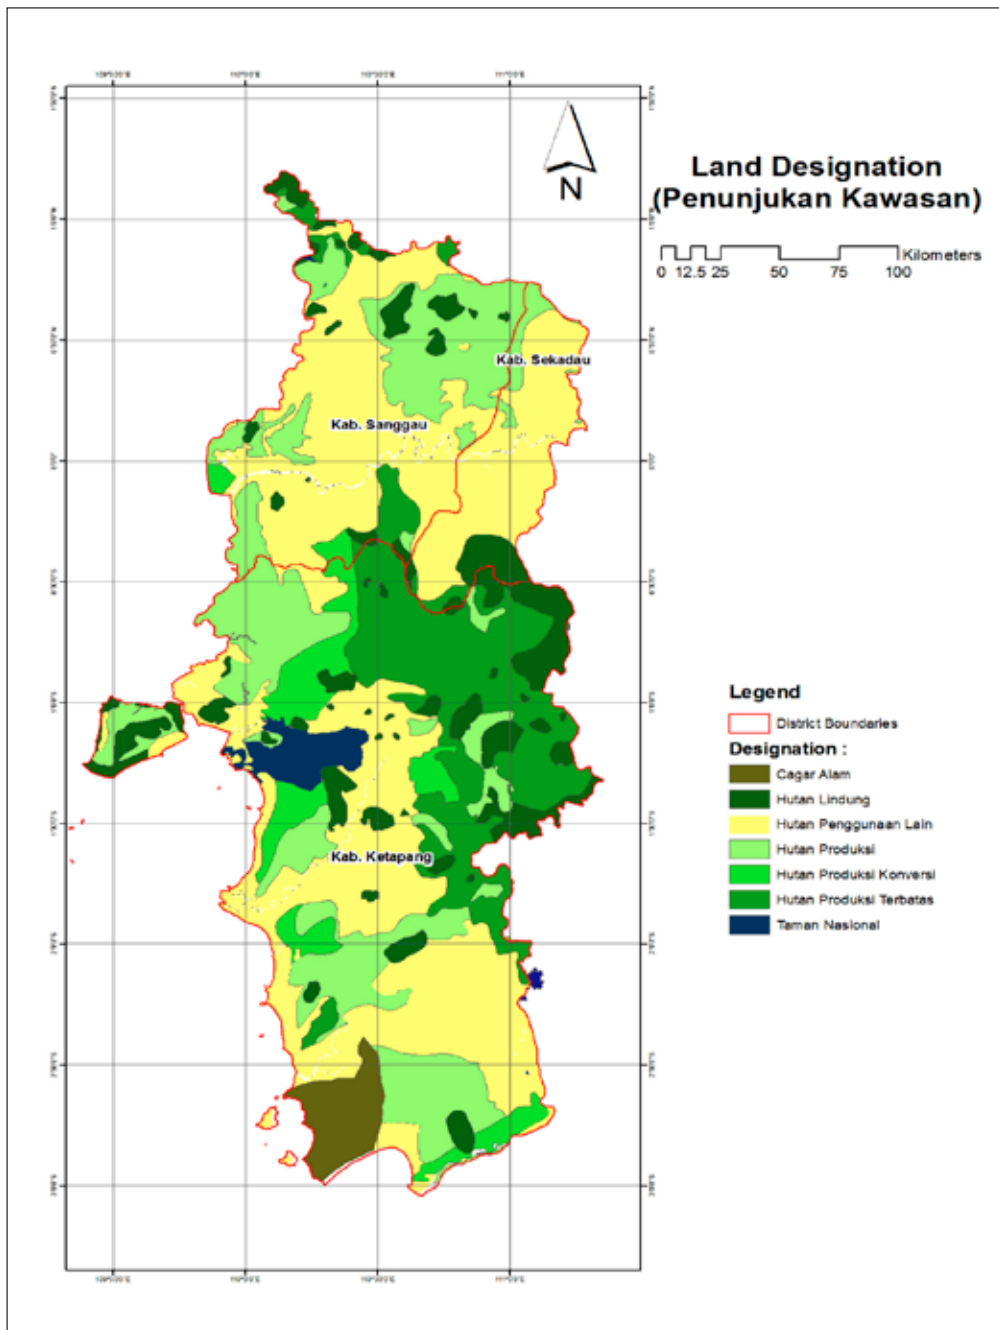 N
Land Designation
(Penunjukan Kawasan)
Kilometers
0 12.5 25 50 75 100
Kab. Sekadau
Kab. Sanggau
Kab. Ketapang
Legend
District Boundaries
Designation :
Cagar Alam
Hutan Lindung
Hutan Penggunaan Lain
Hutan Produksi
Hutan Produksi Konversi
Hutan Produksi Terbatas
Taman Nasional